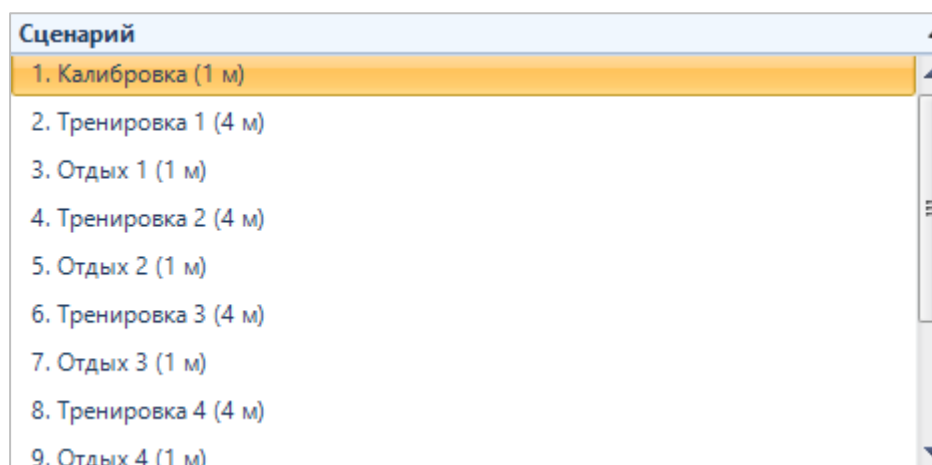 Сценарий
1. Калибровка (1 м)
2. Тренировка 1 (4 м)
3. Отдых 1 (1 м)
4. Тренировка 2 (4 м)
5. Отдых 2 (1 м)
6. Тренировка 3 (4 м)
7. Отдых 3 (1 м)
8. Тренировка 4 (4 м)
9. Отдых 4 (1 м)